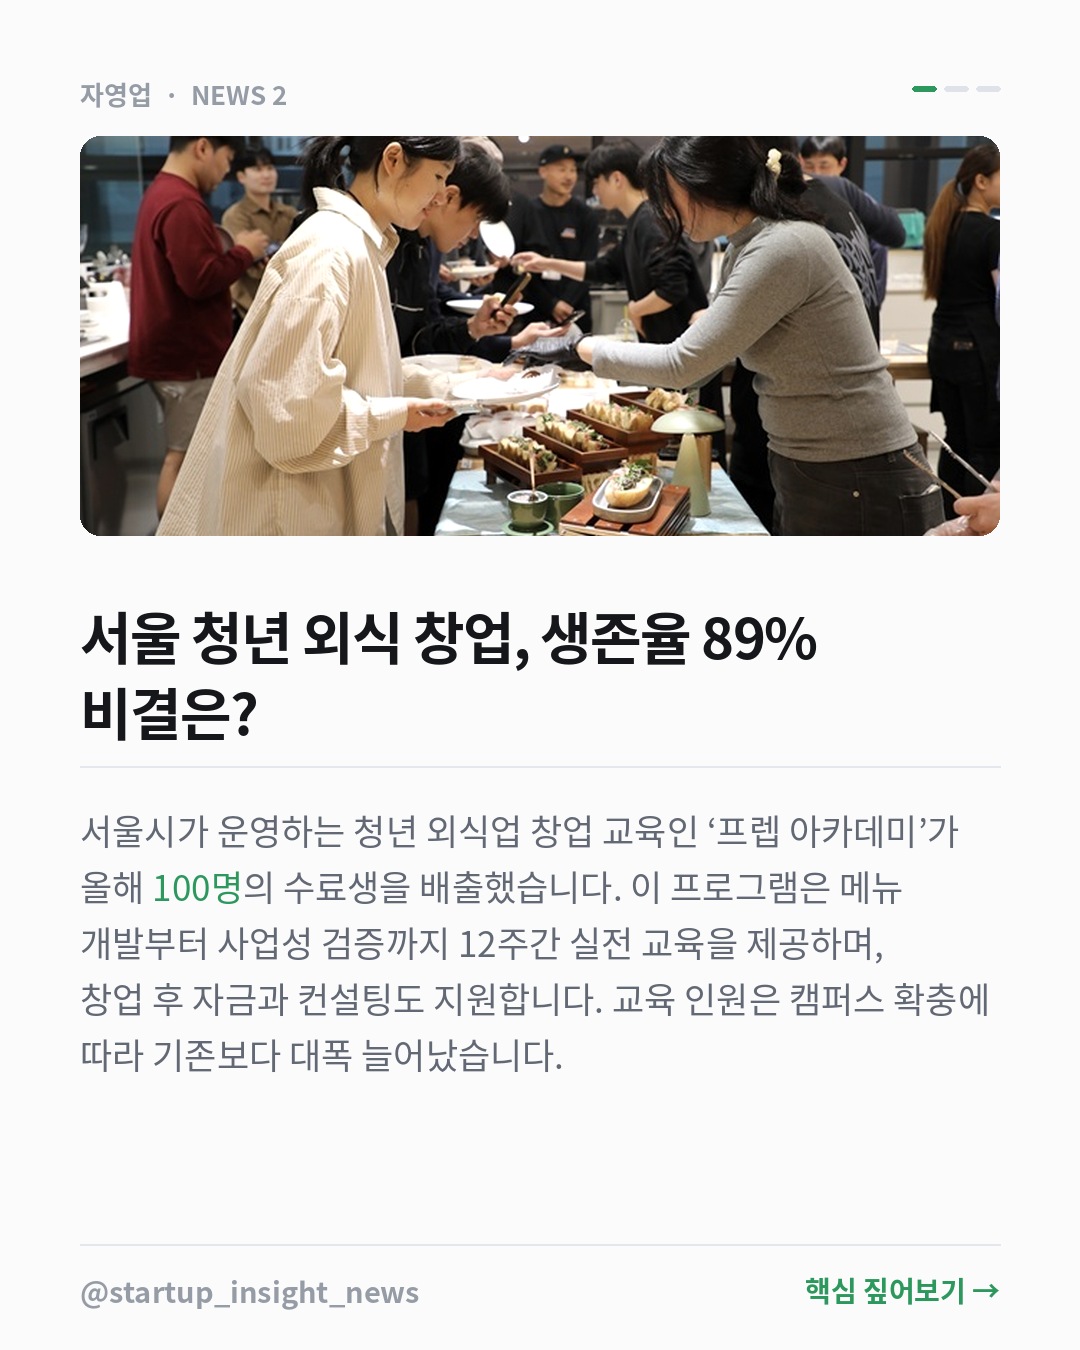 자영업 · NEWS 2
서울 청년 외식 창업, 생존율 89%
비결은?
서울시가 운영하는 청년 외식업 창업 교육인 ‘프렙 아카데미’가
올해 100명의 수료생을 배출했습니다. 이 프로그램은 메뉴
개발부터 사업성 검증까지 12주간 실전 교육을 제공하며,
창업 후 자금과 컨설팅도 지원합니다. 교육 인원은 캠퍼스 확충에
따라 기존보다 대폭 늘어났습니다.
@startup_insight_news
핵심 짚어보기 →